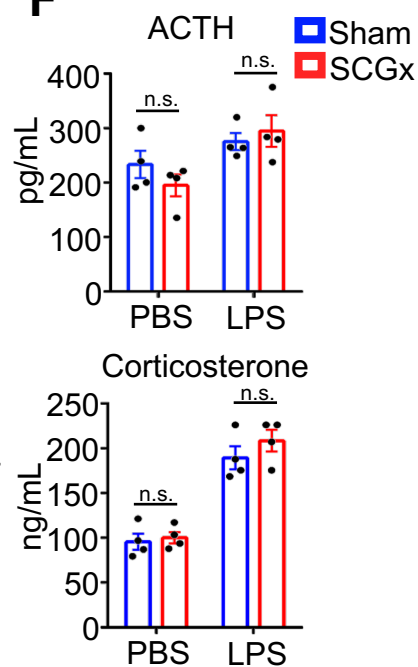 F
ACTH
Sham
SCGx
n.s.
n.s.
pg/mL
400
300
200
100
0
PBS LPS
Corticosterone
n.s.
n.s.
ng/mL
250
200
150
100
50
0
PBS LPS